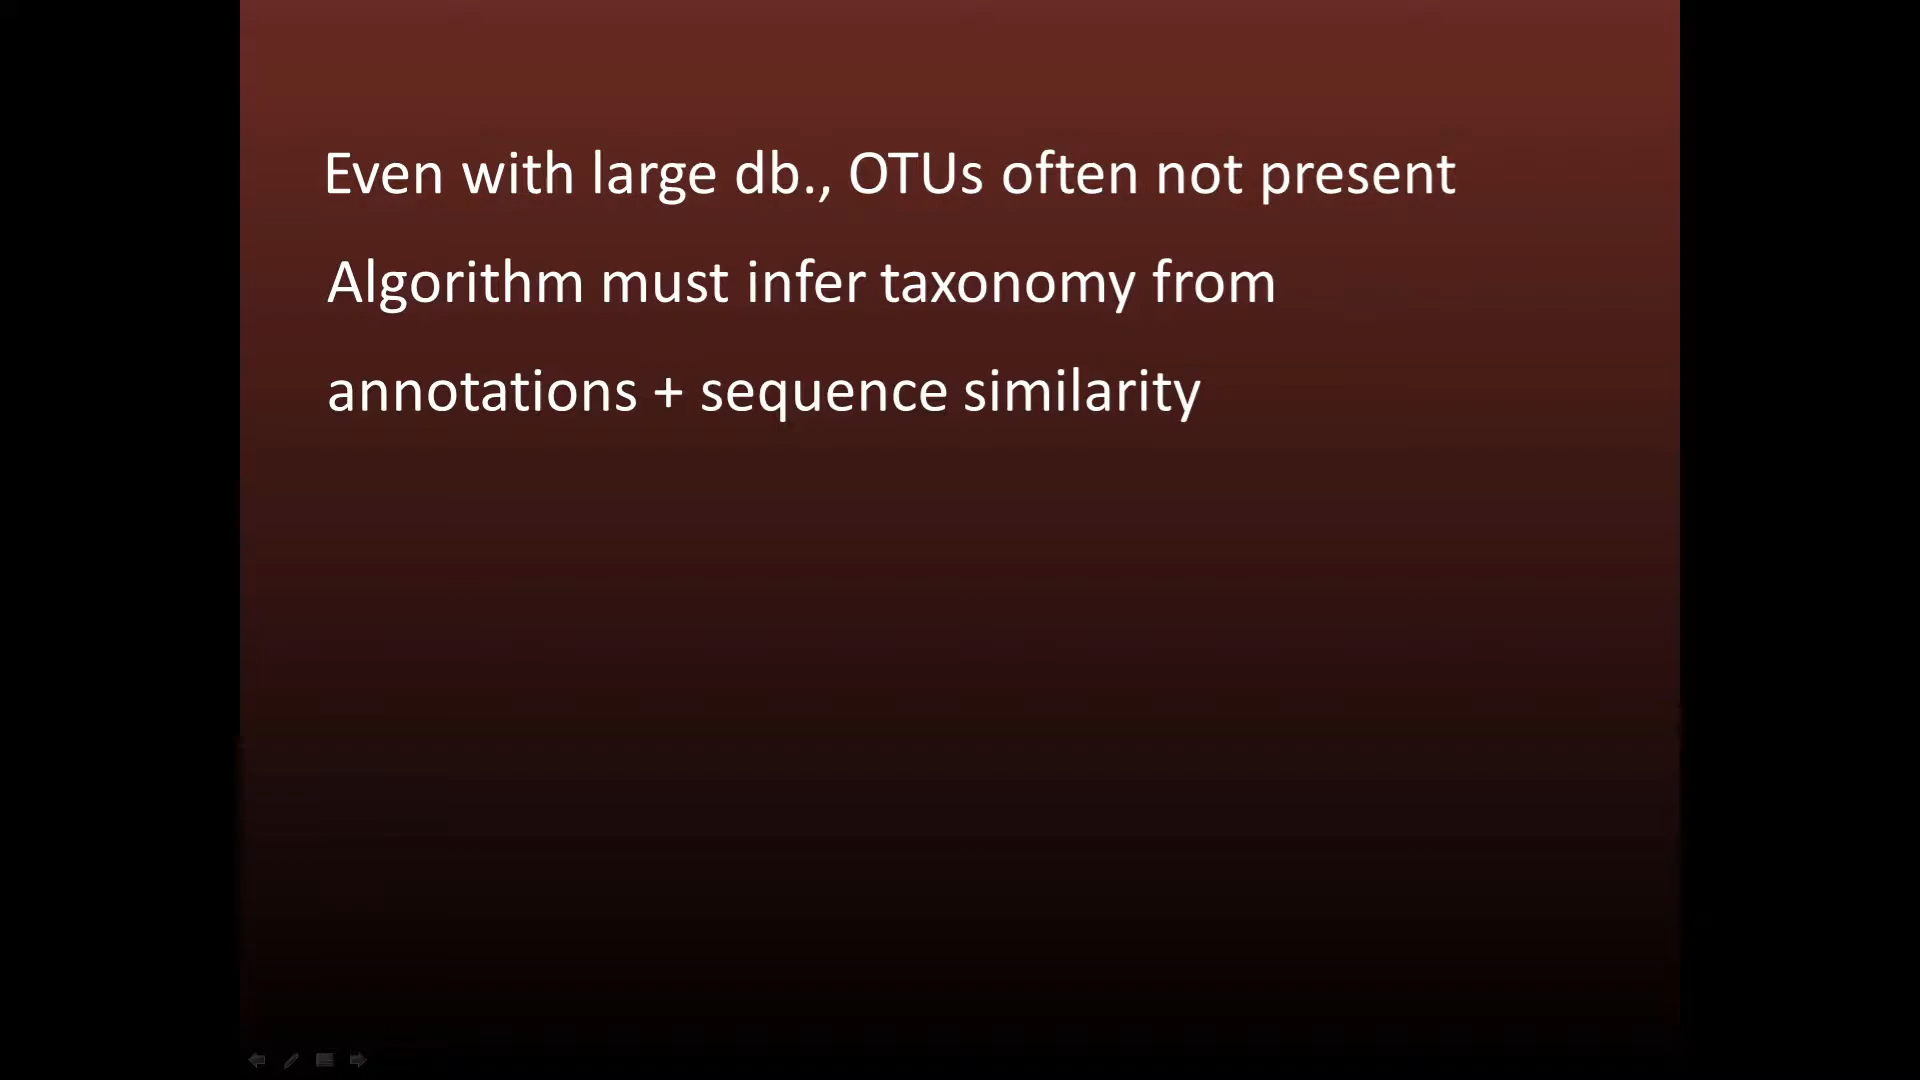 Even with large db., OTUs often not present
Algorithm must infer taxonomy from
annotations + sequence similarity